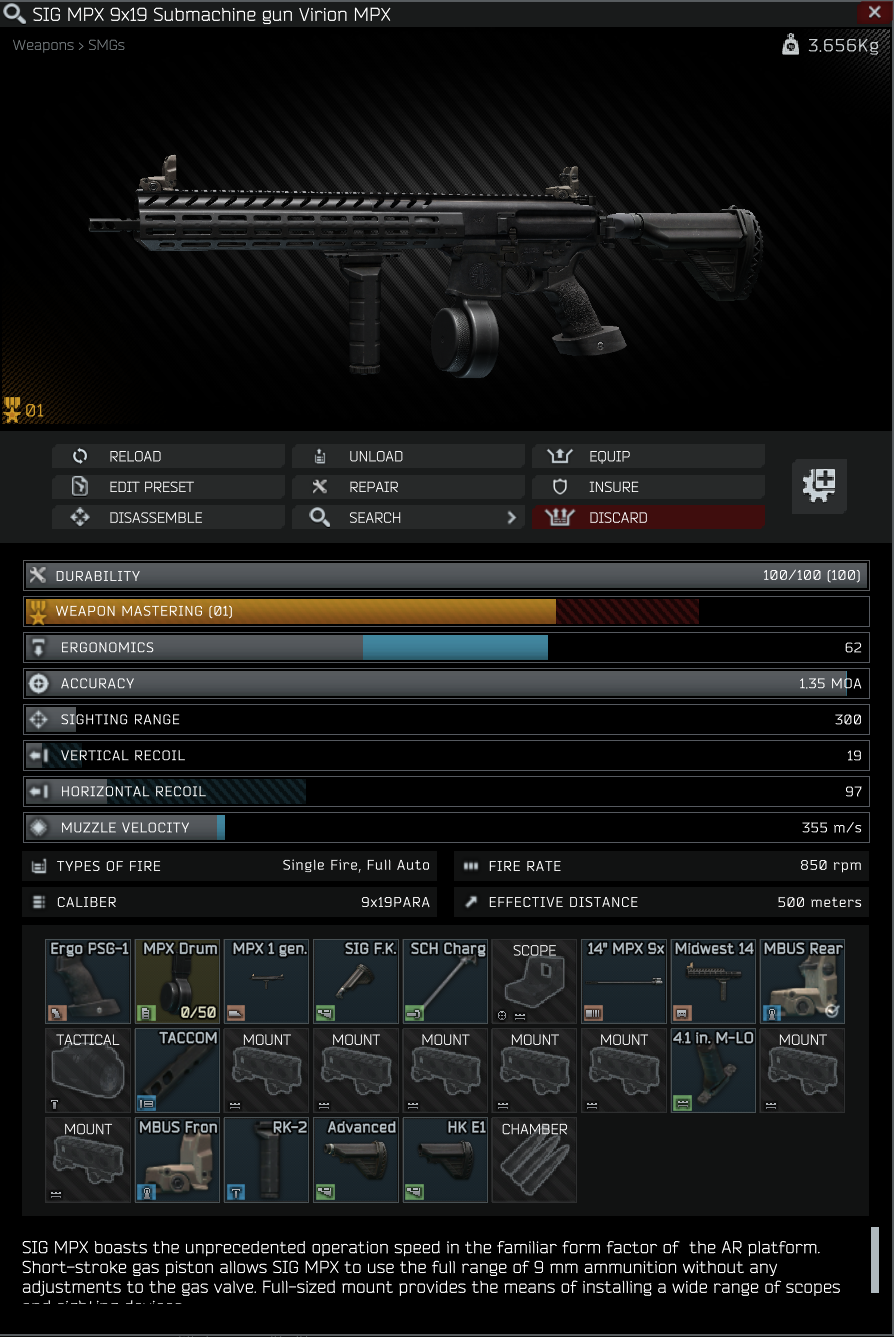 SIG MPX 9x19 Submachine gun Virion MPX
Weapons > SMGs
3.656Kg
01
RELOAD
UNLOAD
EQUIP
EDIT PRESET
REPAIR
INSURE
DISASSEMBLE
SEARCH
DISCARD
DURABILITY 100/100 (100)
WEAPON MASTERING (01)
ERGONOMICS 62
ACCURACY 1.35 MOA
SIGHTING RANGE 300
VERTICAL RECOIL 19
HORIZONTAL RECOIL 97
MUZZLE VELOCITY 355 m/s
TYPES OF FIRE Single Fire, Full Auto
FIRE RATE 850 rpm
CALIBER 9x19PARA
EFFECTIVE DISTANCE 500 meters
Ergo PSG-1
MPX Drum
0/50
MPX 1 gen.
SIG F.K.
SCH Charg
SCOPE
14" MPX 9x
Midwest 14
MBUS Rear
TACTICAL
TACCOM
MOUNT
MOUNT
MOUNT
MOUNT
MOUNT
4.1 in. M-LO
MOUNT
MOUNT
MBUS Fron
RK-2
Advanced
HK E1
CHAMBER
SIG MPX boasts the unprecedented operation speed in the familiar form factor of the AR platform.
Short-stroke gas piston allows SIG MPX to use the full range of 9 mm ammunition without any
adjustments to the gas valve. Full-sized mount provides the means of installing a wide range of scopes
and sighting devices.